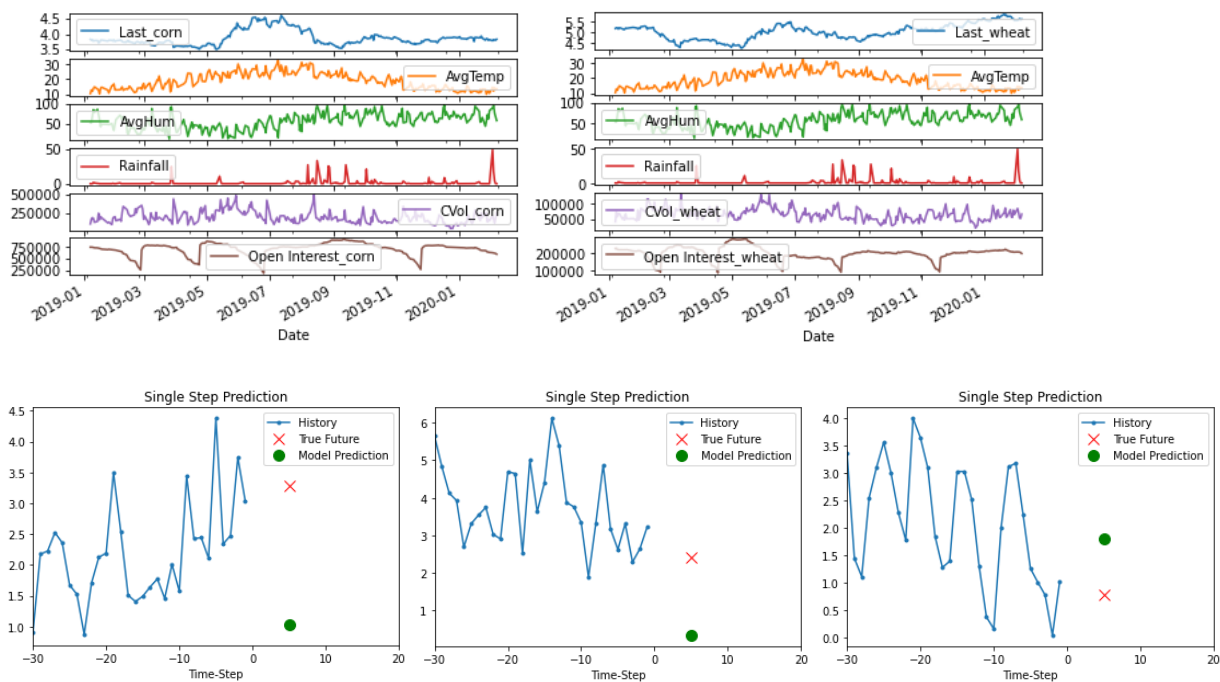 4.5
4.0
3.5
Last_corn
30
20
10
AvgTemp
100
50
AvgHum
50
0
Rainfall
500000
250000
CVol_corn
750000
500000
250000
Open Interest_corn
2019-01
2019-03
2019-05
2019-07
2019-09
2019-11
2020-01
Date
5.5
5.0
4.5
Last_wheat
30
20
10
AvgTemp
100
50
AvgHum
50
0
Rainfall
100000
50000
CVol_wheat
200000
100000
Open Interest_wheat
2019-01
2019-03
2019-05
2019-07
2019-09
2019-11
2020-01
Date
Single Step Prediction
4.5
4.0
3.5
3.0
2.5
2.0
1.5
1.0
History
True Future
Model Prediction
−30 −20 −10 0 10 20
Time-Step
Single Step Prediction
6
5
4
3
2
1
History
True Future
Model Prediction
−30 −20 −10 0 10 20
Time-Step
Single Step Prediction
4.0
3.5
3.0
2.5
2.0
1.5
1.0
0.5
0.0
History
True Future
Model Prediction
−30 −20 −10 0 10 20
Time-Step